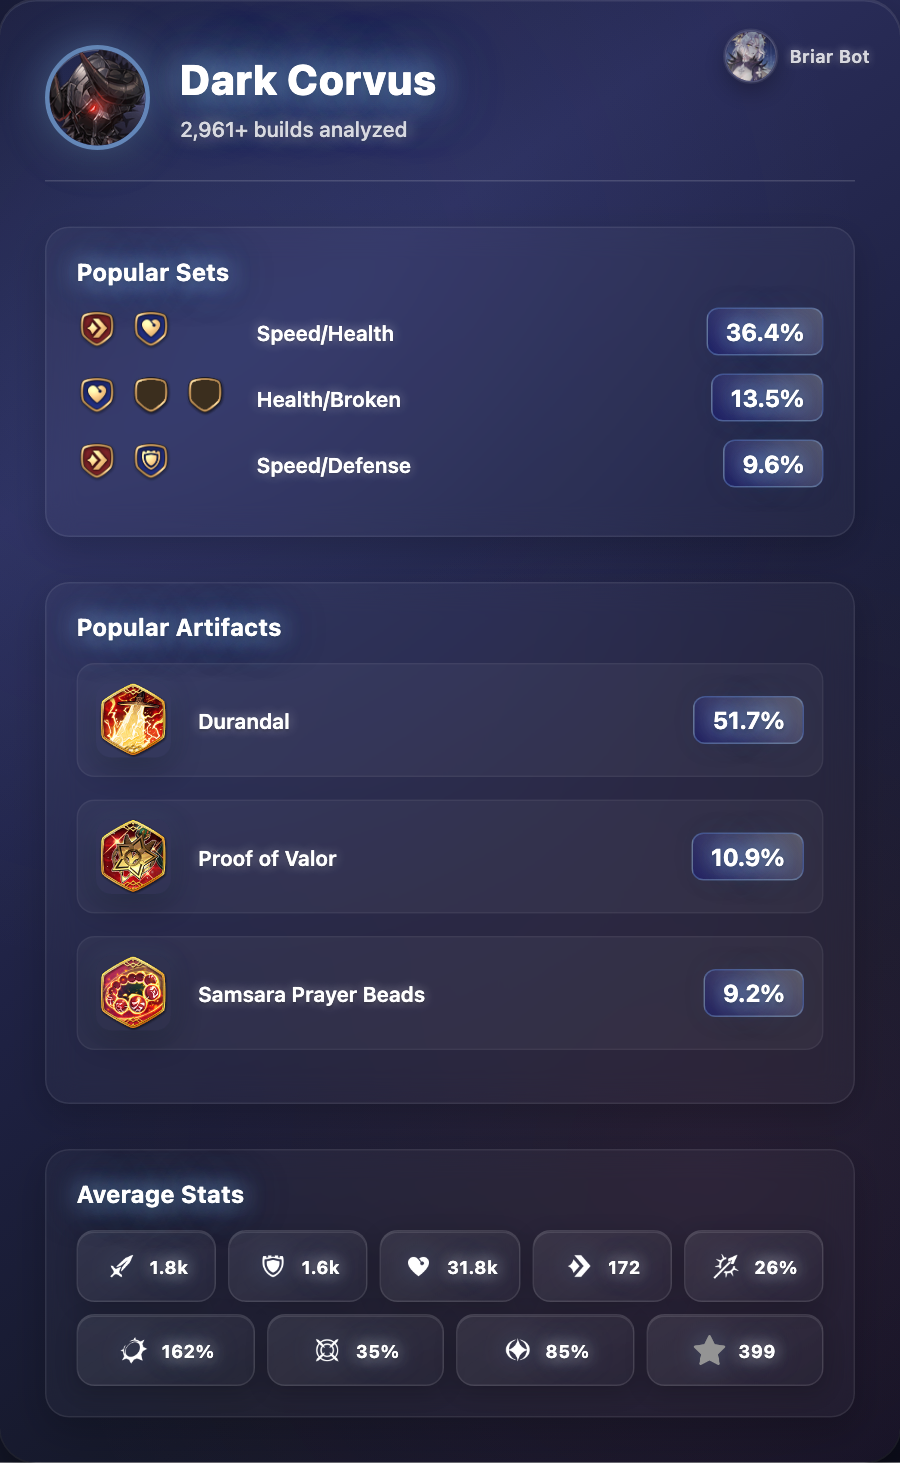 Dark Corvus
2,961+ builds analyzed
Briar Bot
Popular Sets
Speed/Health
36.4%
Health/Broken
13.5%
Speed/Defense
9.6%
Popular Artifacts
Durandal
51.7%
Proof of Valor
10.9%
Samsara Prayer Beads
9.2%
Average Stats
1.8k
1.6k
31.8k
172
26%
162%
35%
85%
399